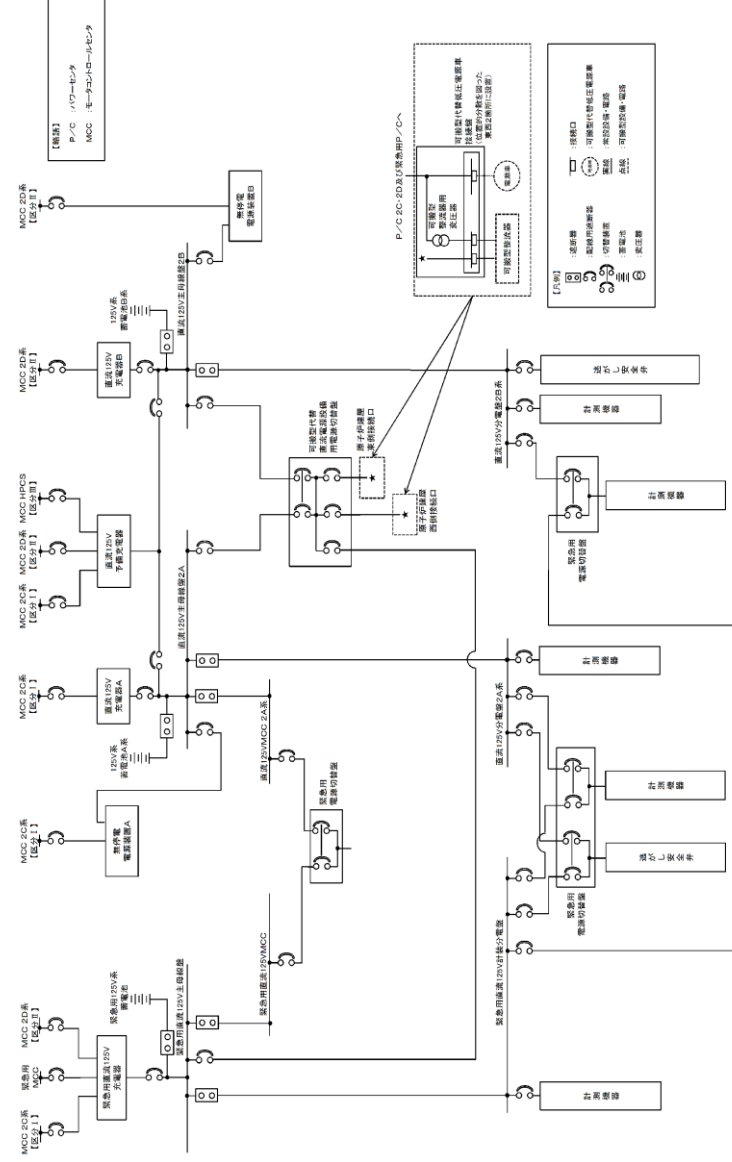 【略語】
P／C ：パワーセンタ
MCC ：モータコントロールセンタ
MCC 2D系
【区分Ⅱ】
無停電
電源装置B
MCC 2D系
【区分Ⅱ】
直流125V
充電器B
125V系
蓄電池B系
直流125V主母線盤2B
MCC HPCS
【区分Ⅲ】
MCC 2D系
【区分Ⅱ】
MCC 2C系
【区分Ⅰ】
直流125V
予備充電器
直流125V主母線盤2A
MCC 2C系
【区分Ⅰ】
直流125V
充電器A
125V系
蓄電池A系
MCC 2C系
【区分Ⅰ】
無停電
電源装置A
MCC 2D系
【区分Ⅱ】
緊急用
MCC
MCC 2C系
【区分Ⅰ】
緊急用直流125V
充電器
緊急用125V系
蓄電池
緊急用直流125V主母線盤
可搬型代替
直流電源設備
用電源切替盤
原子炉建屋
東側接続口
★
原子炉建屋
西側接続口
★
直流125VMCC 2A系
緊急用
電源切替盤
緊急用直流125VMCC
P／C 2C・2D及び緊急用P／Cへ
可搬型代替低圧電源車
接続盤
(位置的分散を図った
東西2箇所に設置)
可搬型
整流器用
変圧器
★
可搬型整流器
電源車
【凡例】
：遮断器
：配線用遮断器
：切替装置
：蓄電池
：変圧器
：接続口
：可搬型代替低圧電源車
実線 ：常設設備・電路
点線 ：可搬型設備・電路
直流125V分電盤2B系
逃がし安全弁
計測機器
緊急用
電源切替盤
計測機器
直流125V分電盤2A系
計測機器
計測機器
逃がし安全弁
緊急用
電源切替盤
緊急用直流125V計装分電盤
計測機器